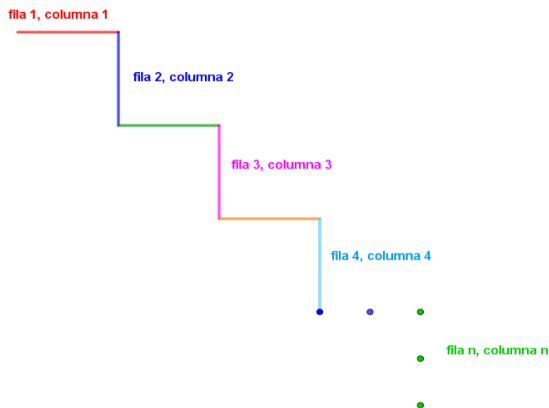 fila 1, columna 1
fila 2, columna 2
fila 3, columna 3
fila 4, columna 4
fila n, columna n